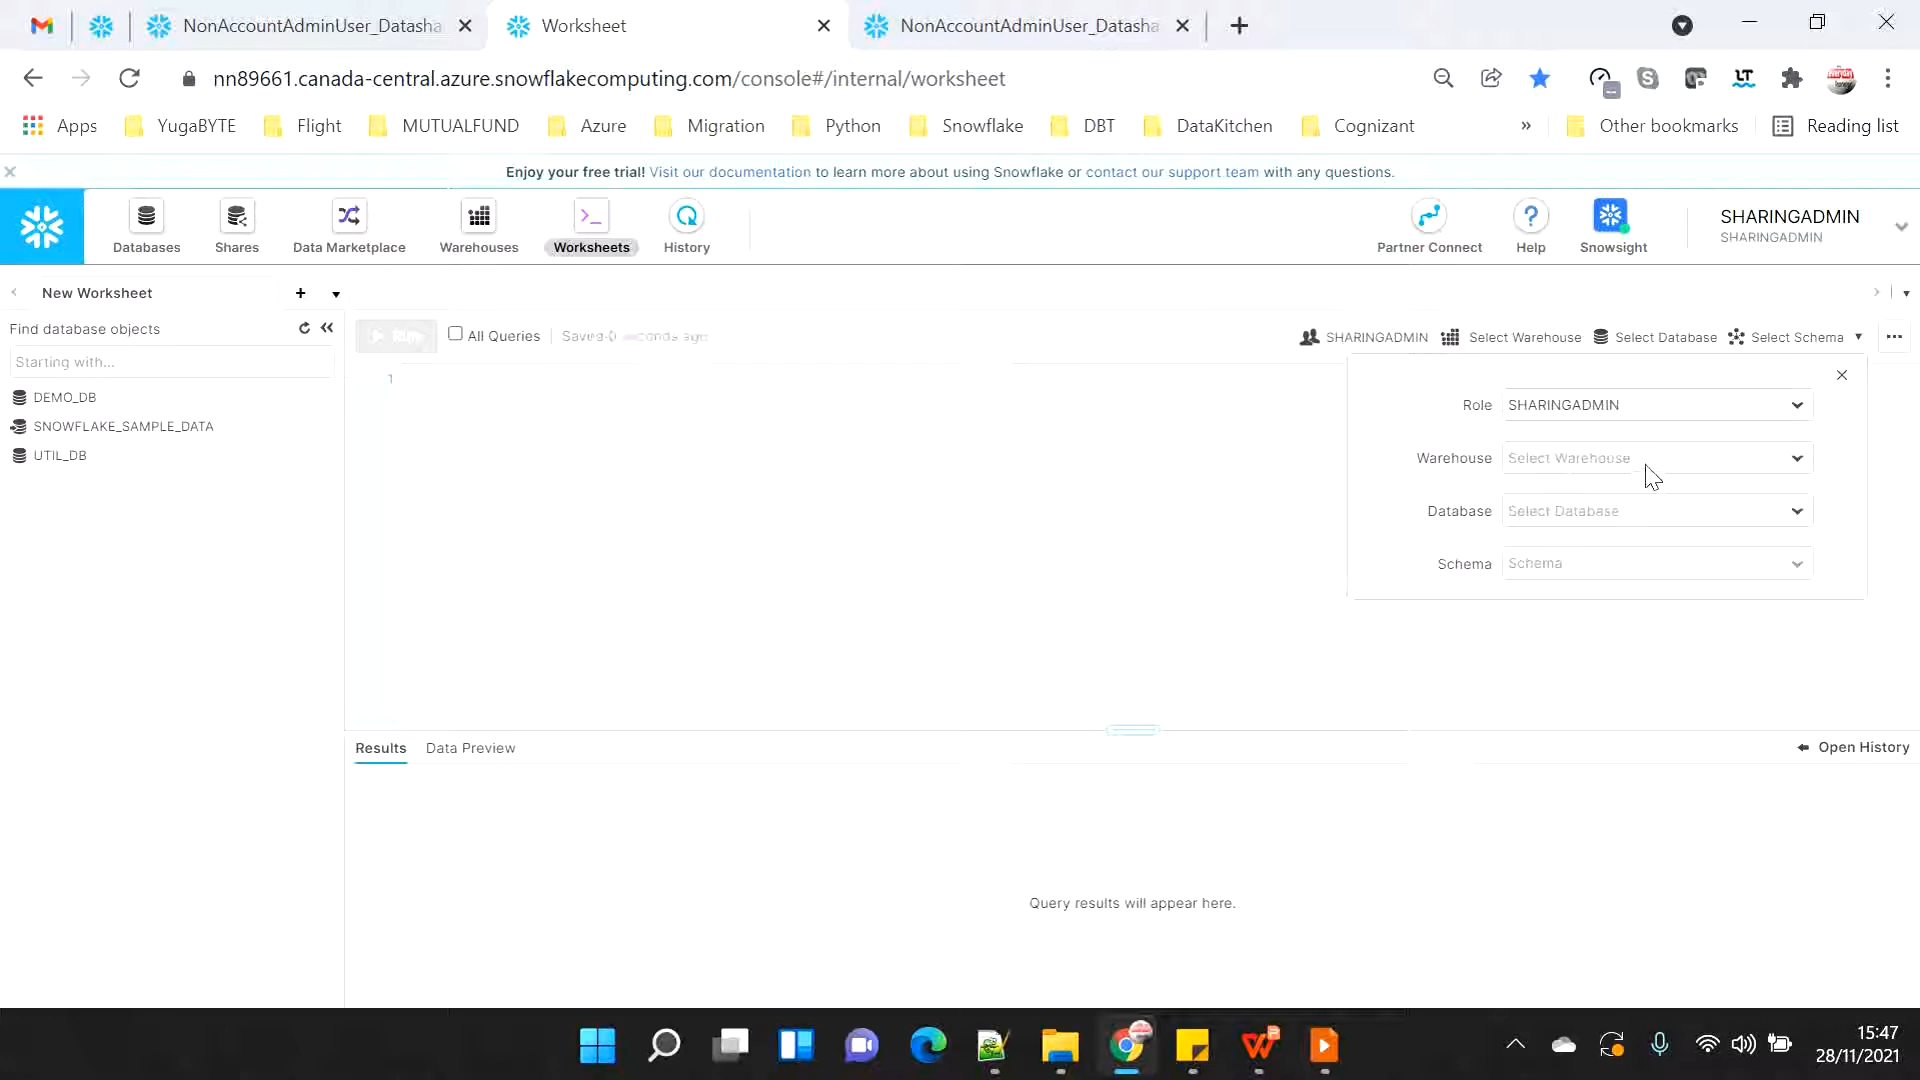 NonAccountAdminUser_Datasha
Worksheet
NonAccountAdminUser_Datasha
nn89661.canada-central.azure.snowflakecomputing.com/console#/internal/worksheet
Apps
YugaBYTE
Flight
MUTUALFUND
Azure
Migration
Python
Snowflake
DBT
DataKitchen
Cognizant
»
Other bookmarks
Reading list
Enjoy your free trial! Visit our documentation to learn more about using Snowflake or contact our support team with any questions.
Databases
Shares
Data Marketplace
Warehouses
Worksheets
History
Partner Connect
Help
Snowsight
SHARINGADMIN
SHARINGADMIN
New Worksheet
Find database objects
Starting with...
DEMO_DB
SNOWFLAKE_SAMPLE_DATA
UTIL_DB
Run
All Queries
Saved 0 seconds ago
SHARINGADMIN
Select Warehouse
Select Database
Select Schema
1
Role SHARINGADMIN
Warehouse Select Warehouse
Database Select Database
Schema Schema
Results
Data Preview
Open History
Query results will appear here.
15:47
28/11/2021